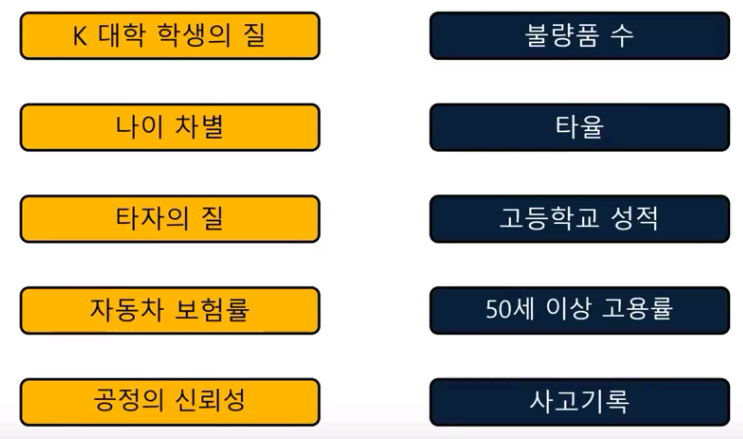 K 대학 학생의 질
불량품 수
나이 차별
타율
타자의 질
고등학교 성적
자동차 보험률
50세 이상 고용률
공정의 신뢰성
사고기록